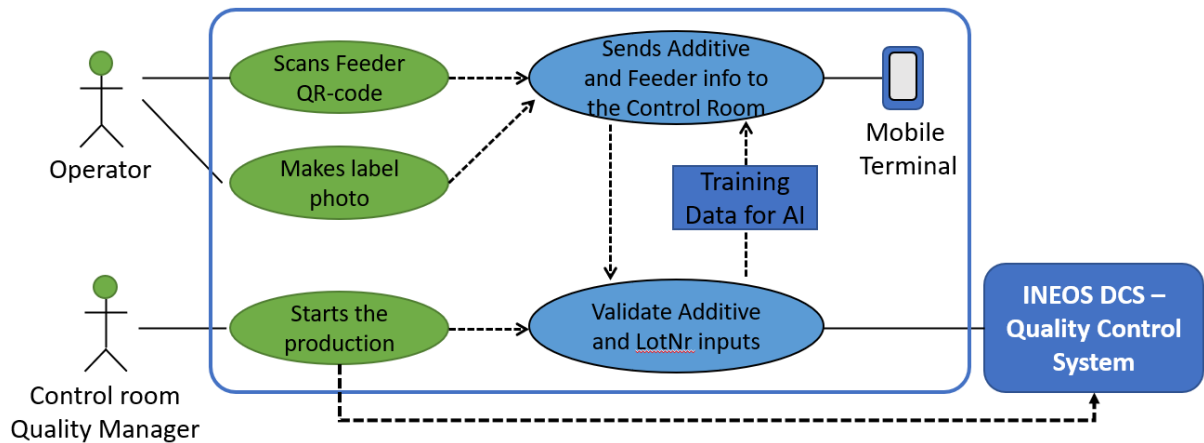 Scans Feeder
QR-code
Sends Additive
and Feeder info to
the Control Room
Operator
Mobile
Terminal
Makes label
photo
Training
Data for AI
Starts the
production
Validate Additive
and LotNr inputs
INEOS DCS –
Quality Control
System
Control room
Quality Manager